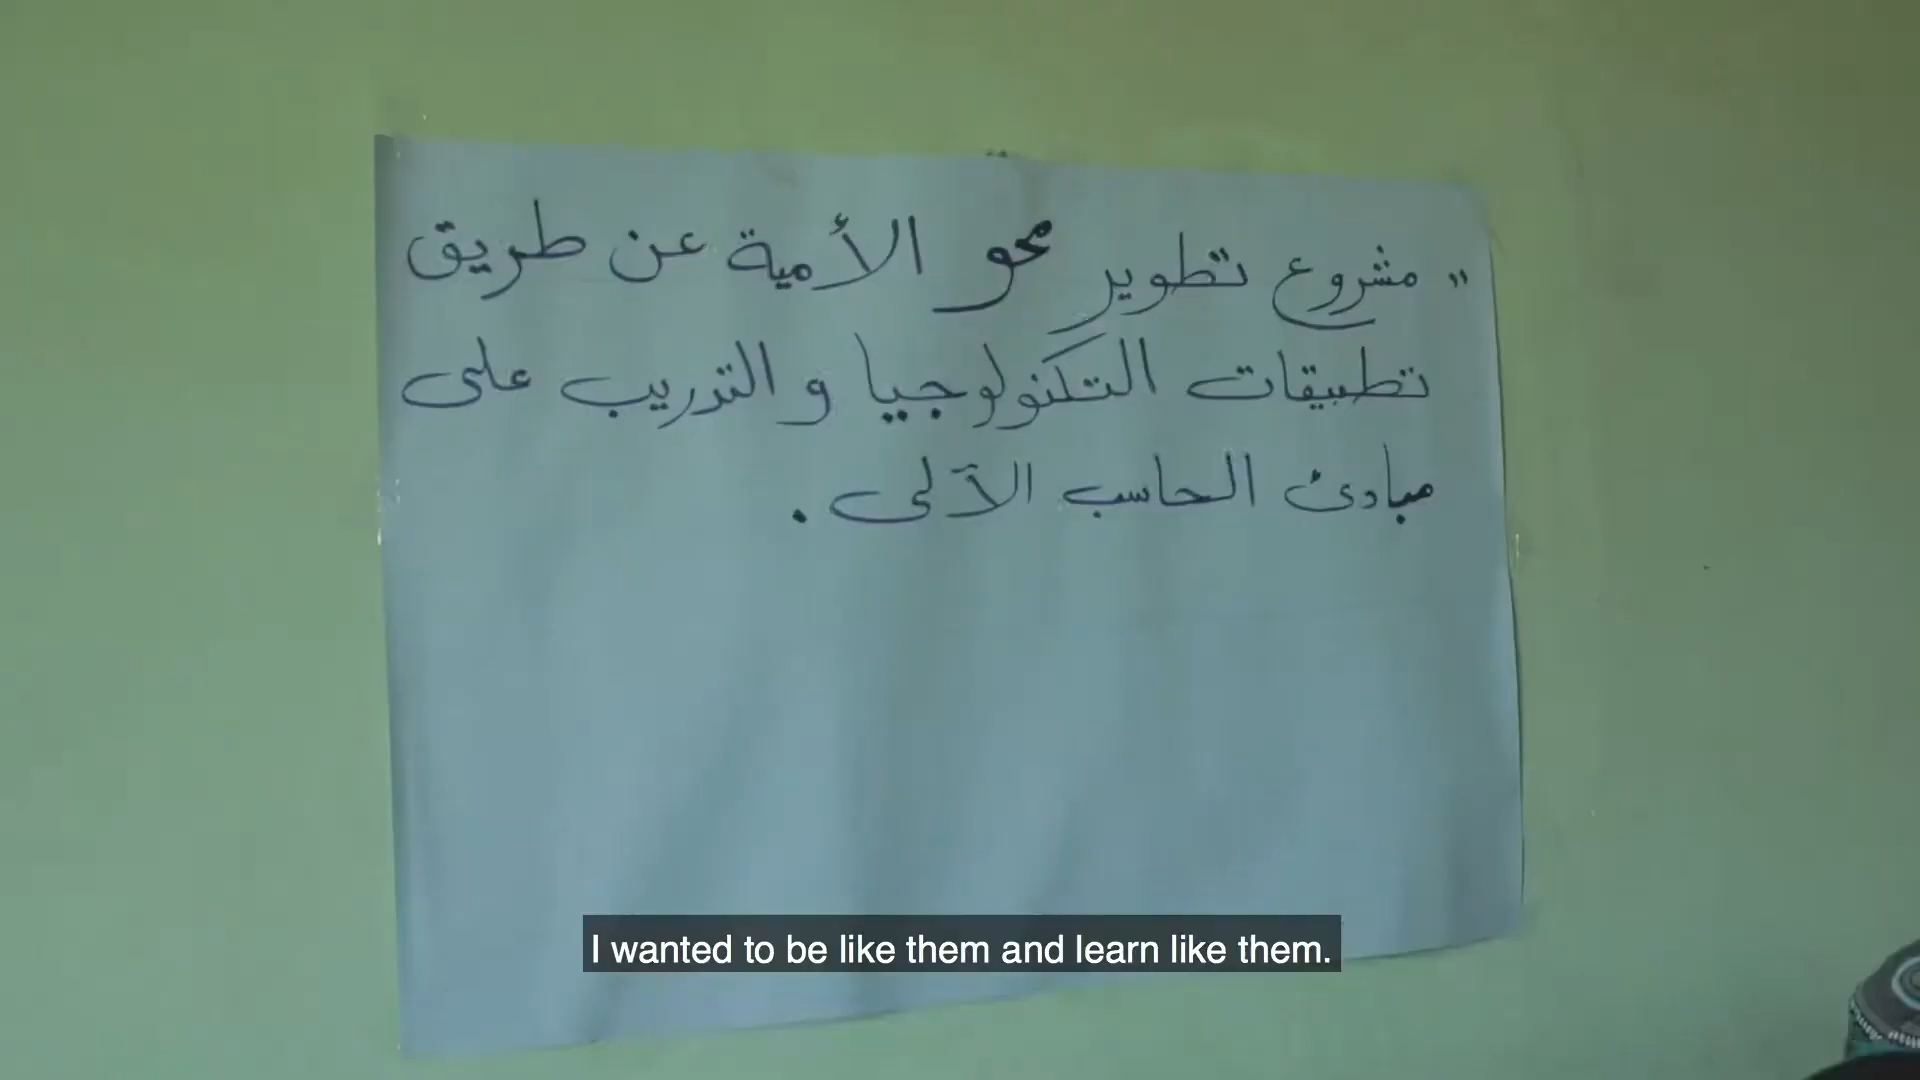 " مشروع تطوير محو الأمية عن طريق
تطبيقات التكنولوجيا و التدريب على
مبادئ الحاسب الآلى .
I wanted to be like them and learn like them.